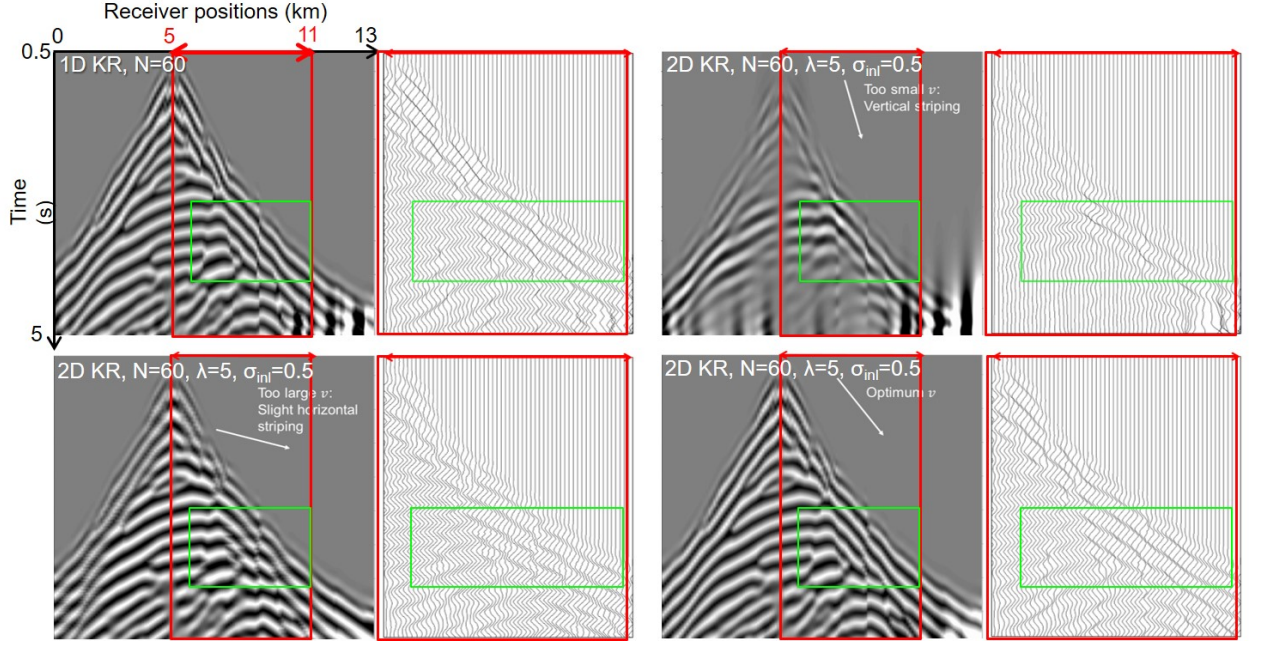 Receiver positions (km)
0
5
11
13
0.5
1D KR, N=60
2D KR, N=60, λ=5, σinl=0.5
Too small v:
Vertical striping
Time
(s)
5
2D KR, N=60, λ=5, σinl=0.5
Too large v:
Slight horizontal
striping
2D KR, N=60, λ=5, σinl=0.5
Optimum v